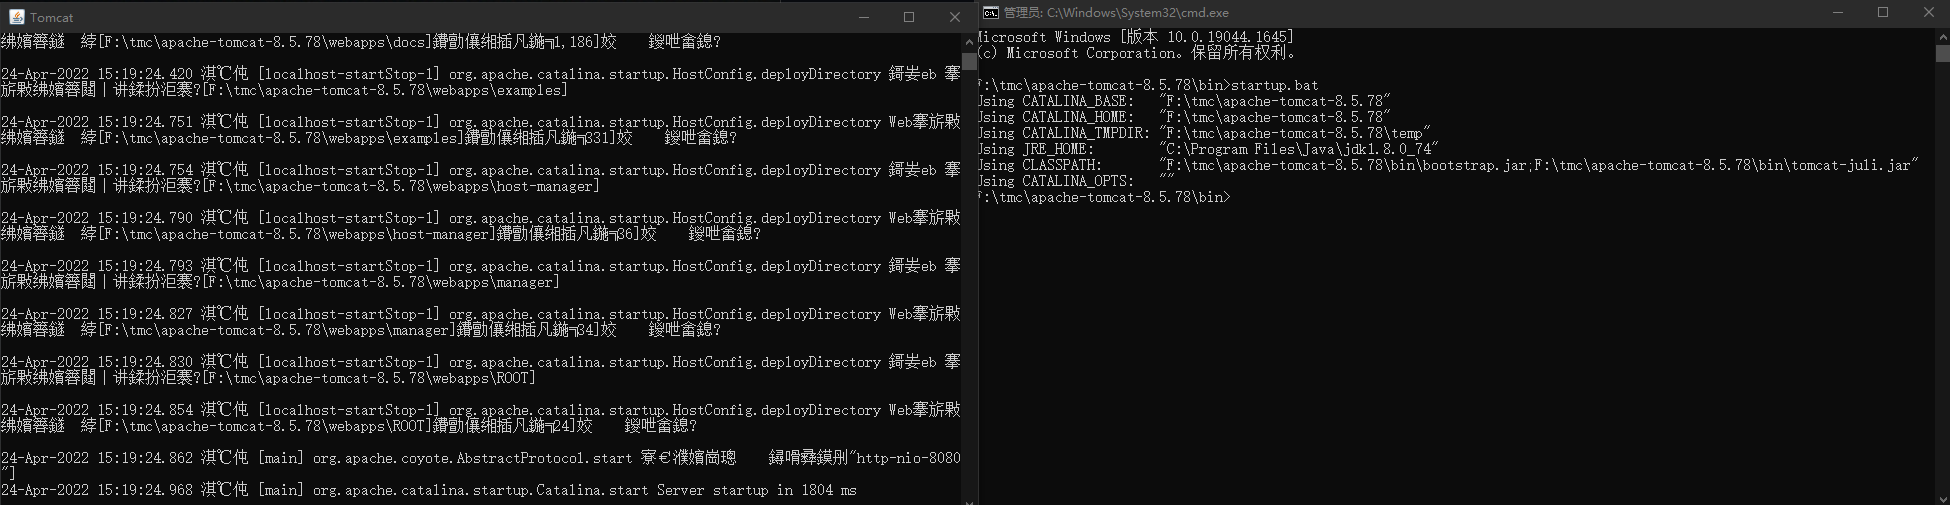 Tomcat
绋嬪簭鐩 綍[F:\tmc\apache-tomcat-8.5.78\webapps\docs]鐨勯儴缃插凡鍦╗1,186]姣 鍐呭畬鎴?
24-Apr-2022 15:19:24.420 淇℃伅 [localhost-startStop-1] org.apache.catalina.startup.HostConfig.deployDirectory 鎶妛eb 搴
旂敤绋嬪簭閮ㄧ讲鍒扮洰褰?[F:\tmc\apache-tomcat-8.5.78\webapps\examples]
24-Apr-2022 15:19:24.751 淇℃伅 [localhost-startStop-1] org.apache.catalina.startup.HostConfig.deployDirectory Web搴旂敤
绋嬪簭鐩 綍[F:\tmc\apache-tomcat-8.5.78\webapps\examples]鐨勯儴缃插凡鍦╗331]姣 鍐呭畬鎴?
24-Apr-2022 15:19:24.754 淇℃伅 [localhost-startStop-1] org.apache.catalina.startup.HostConfig.deployDirectory 鎶妛eb 搴
旂敤绋嬪簭閮ㄧ讲鍒扮洰褰?[F:\tmc\apache-tomcat-8.5.78\webapps\host-manager]
24-Apr-2022 15:19:24.790 淇℃伅 [localhost-startStop-1] org.apache.catalina.startup.HostConfig.deployDirectory Web搴旂敤
绋嬪簭鐩 綍[F:\tmc\apache-tomcat-8.5.78\webapps\host-manager]鐨勯儴缃插凡鍦╗36]姣 鍐呭畬鎴?
24-Apr-2022 15:19:24.793 淇℃伅 [localhost-startStop-1] org.apache.catalina.startup.HostConfig.deployDirectory 鎶妛eb 搴
旂敤绋嬪簭閮ㄧ讲鍒扮洰褰?[F:\tmc\apache-tomcat-8.5.78\webapps\manager]
24-Apr-2022 15:19:24.827 淇℃伅 [localhost-startStop-1] org.apache.catalina.startup.HostConfig.deployDirectory Web搴旂敤
绋嬪簭鐩 綍[F:\tmc\apache-tomcat-8.5.78\webapps\manager]鐨勯儴缃插凡鍦╗34]姣 鍐呭畬鎴?
24-Apr-2022 15:19:24.830 淇℃伅 [localhost-startStop-1] org.apache.catalina.startup.HostConfig.deployDirectory 鎶妛eb 搴
旂敤绋嬪簭閮ㄧ讲鍒扮洰褰?[F:\tmc\apache-tomcat-8.5.78\webapps\ROOT]
24-Apr-2022 15:19:24.854 淇℃伅 [localhost-startStop-1] org.apache.catalina.startup.HostConfig.deployDirectory Web搴旂敤
绋嬪簭鐩 綍[F:\tmc\apache-tomcat-8.5.78\webapps\ROOT]鐨勯儴缃插凡鍦╗24]姣 鍐呭畬鎴?
24-Apr-2022 15:19:24.862 淇℃伅 [main] org.apache.coyote.AbstractProtocol.start 寮€濮嬪崗璁 鐞嗗彞鏌刐"http-nio-8080
"]
24-Apr-2022 15:19:24.968 淇℃伅 [main] org.apache.catalina.startup.Catalina.start Server startup in 1804 ms
管理员: C:\Windows\System32\cmd.exe
Microsoft Windows [版本 10.0.19044.1645]
(c) Microsoft Corporation。保留所有权利。
F:\tmc\apache-tomcat-8.5.78\bin>startup.bat
Using CATALINA_BASE: "F:\tmc\apache-tomcat-8.5.78"
Using CATALINA_HOME: "F:\tmc\apache-tomcat-8.5.78"
Using CATALINA_TMPDIR: "F:\tmc\apache-tomcat-8.5.78\temp"
Using JRE_HOME: "C:\Program Files\Java\jdk1.8.0_74"
Using CLASSPATH: "F:\tmc\apache-tomcat-8.5.78\bin\bootstrap.jar;F:\tmc\apache-tomcat-8.5.78\bin\tomcat-juli.jar"
Using CATALINA_OPTS: ""
F:\tmc\apache-tomcat-8.5.78\bin>